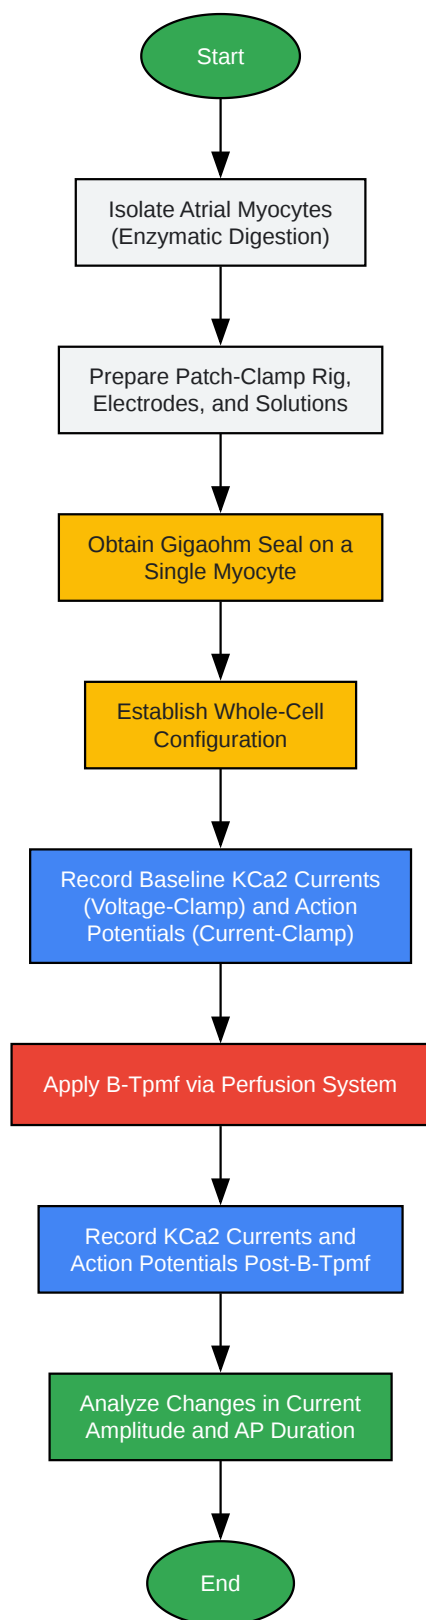 Start
Isolate Atrial Myocytes
(Enzymatic Digestion)
Prepare Patch-Clamp Rig,
Electrodes, and Solutions
Obtain Gigaohm Seal on a
Single Myocyte
Establish Whole-Cell
Configuration
Record Baseline KCa2 Currents
(Voltage-Clamp) and Action
Potentials (Current-Clamp)
Apply B-Tpmf via Perfusion System
Record KCa2 Currents and
Action Potentials Post-B-Tpmf
Analyze Changes in Current
Amplitude and AP Duration
End